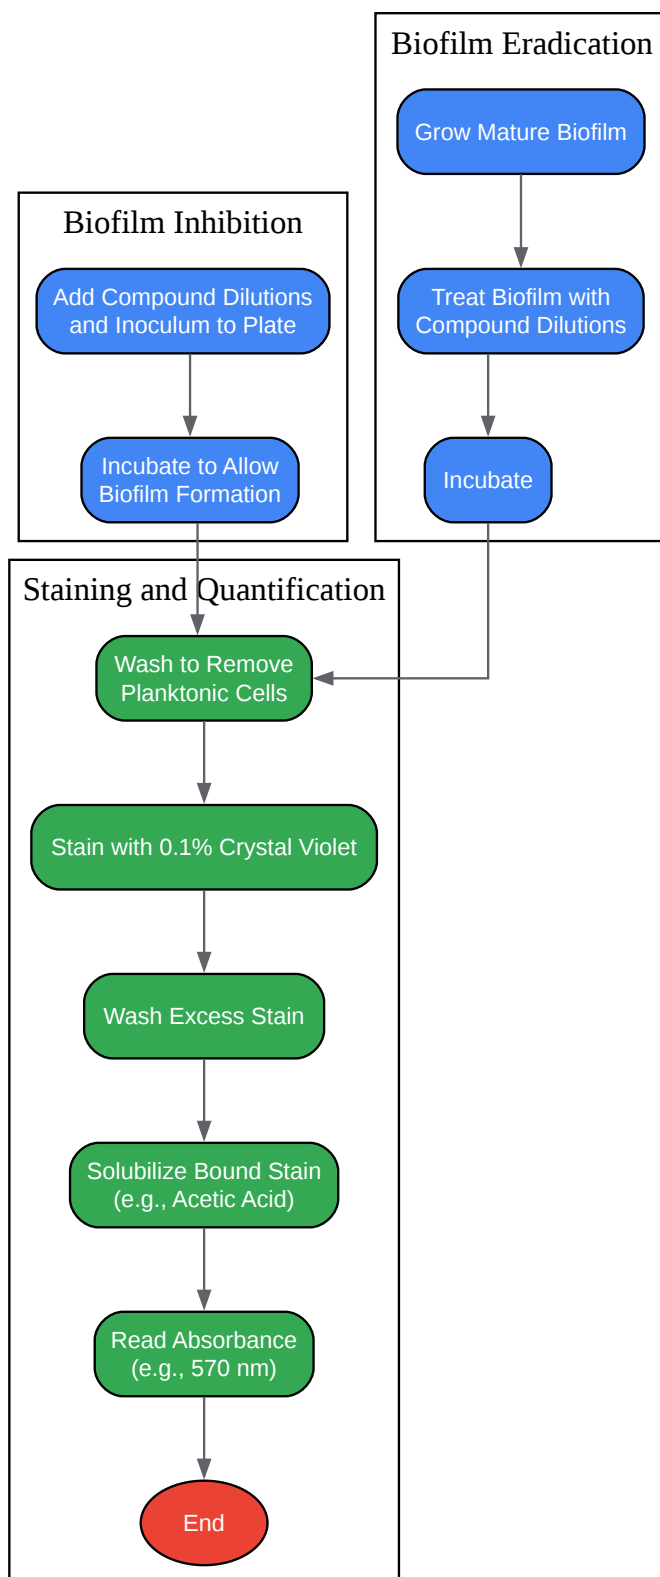 Biofilm Eradication
Grow Mature Biofilm
Treat Biofilm with
Compound Dilutions
Incubate
Biofilm Inhibition
Add Compound Dilutions
and Inoculum to Plate
Incubate to Allow
Biofilm Formation
Staining and Quantification
Wash to Remove
Planktonic Cells
Stain with 0.1% Crystal Violet
Wash Excess Stain
Solubilize Bound Stain
(e.g., Acetic Acid)
Read Absorbance
(e.g., 570 nm)
End